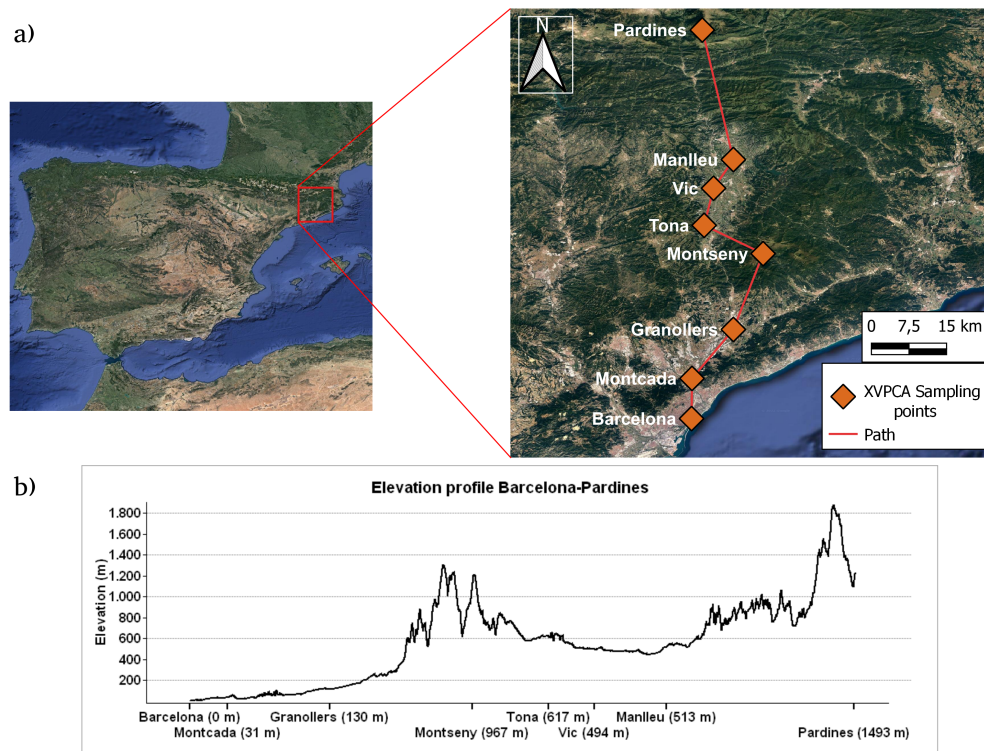 a)
N
Pardines
Manlleu
Vic
Tona
Montseny
Granollers
Montcada
Barcelona
0 7,5 15 km
XVPCA Sampling
points
Path
b)
Elevation profile Barcelona-Pardines
Elevation (m)
1.800
1.600
1.400
1.200
1.000
800
600
400
200
Barcelona (0 m)
Montcada (31 m)
Granollers (130 m)
Montseny (967 m)
Tona (617 m)
Vic (494 m)
Manlleu (513 m)
Pardines (1493 m)